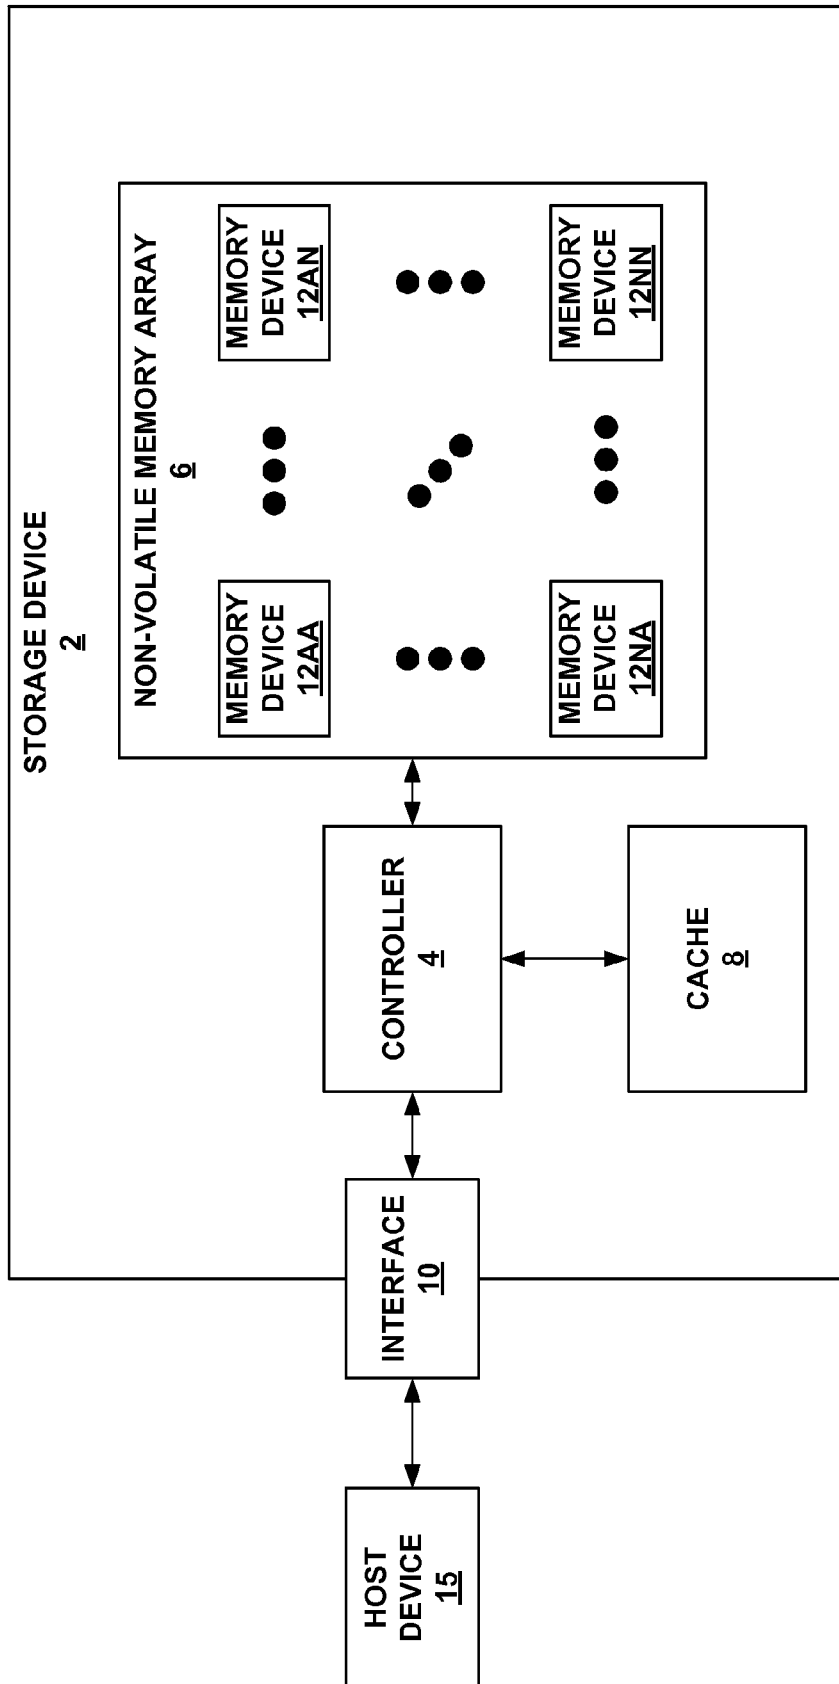 STORAGE DEVICE
2
NON-VOLATILE MEMORY ARRAY
6
MEMORY
DEVICE
12AA
MEMORY
DEVICE
12AN
MEMORY
DEVICE
12NA
MEMORY
DEVICE
12NN
HOST
DEVICE
15
INTERFACE
10
CONTROLLER
4
CACHE
8